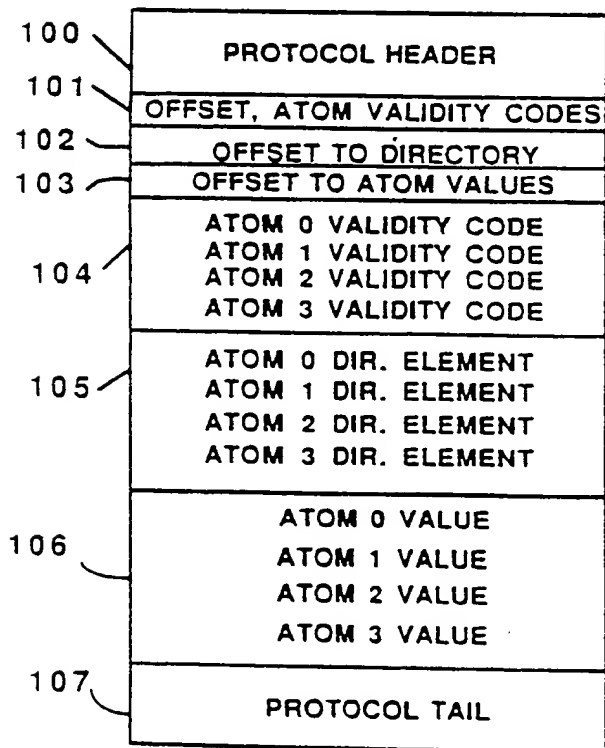 100
PROTOCOL HEADER
101
OFFSET, ATOM VALIDITY CODES
102
OFFSET TO DIRECTORY
103
OFFSET TO ATOM VALUES
104
ATOM 0 VALIDITY CODE
ATOM 1 VALIDITY CODE
ATOM 2 VALIDITY CODE
ATOM 3 VALIDITY CODE
105
ATOM 0 DIR. ELEMENT
ATOM 1 DIR. ELEMENT
ATOM 2 DIR. ELEMENT
ATOM 3 DIR. ELEMENT
106
ATOM 0 VALUE
ATOM 1 VALUE
ATOM 2 VALUE
ATOM 3 VALUE
107
PROTOCOL TAIL